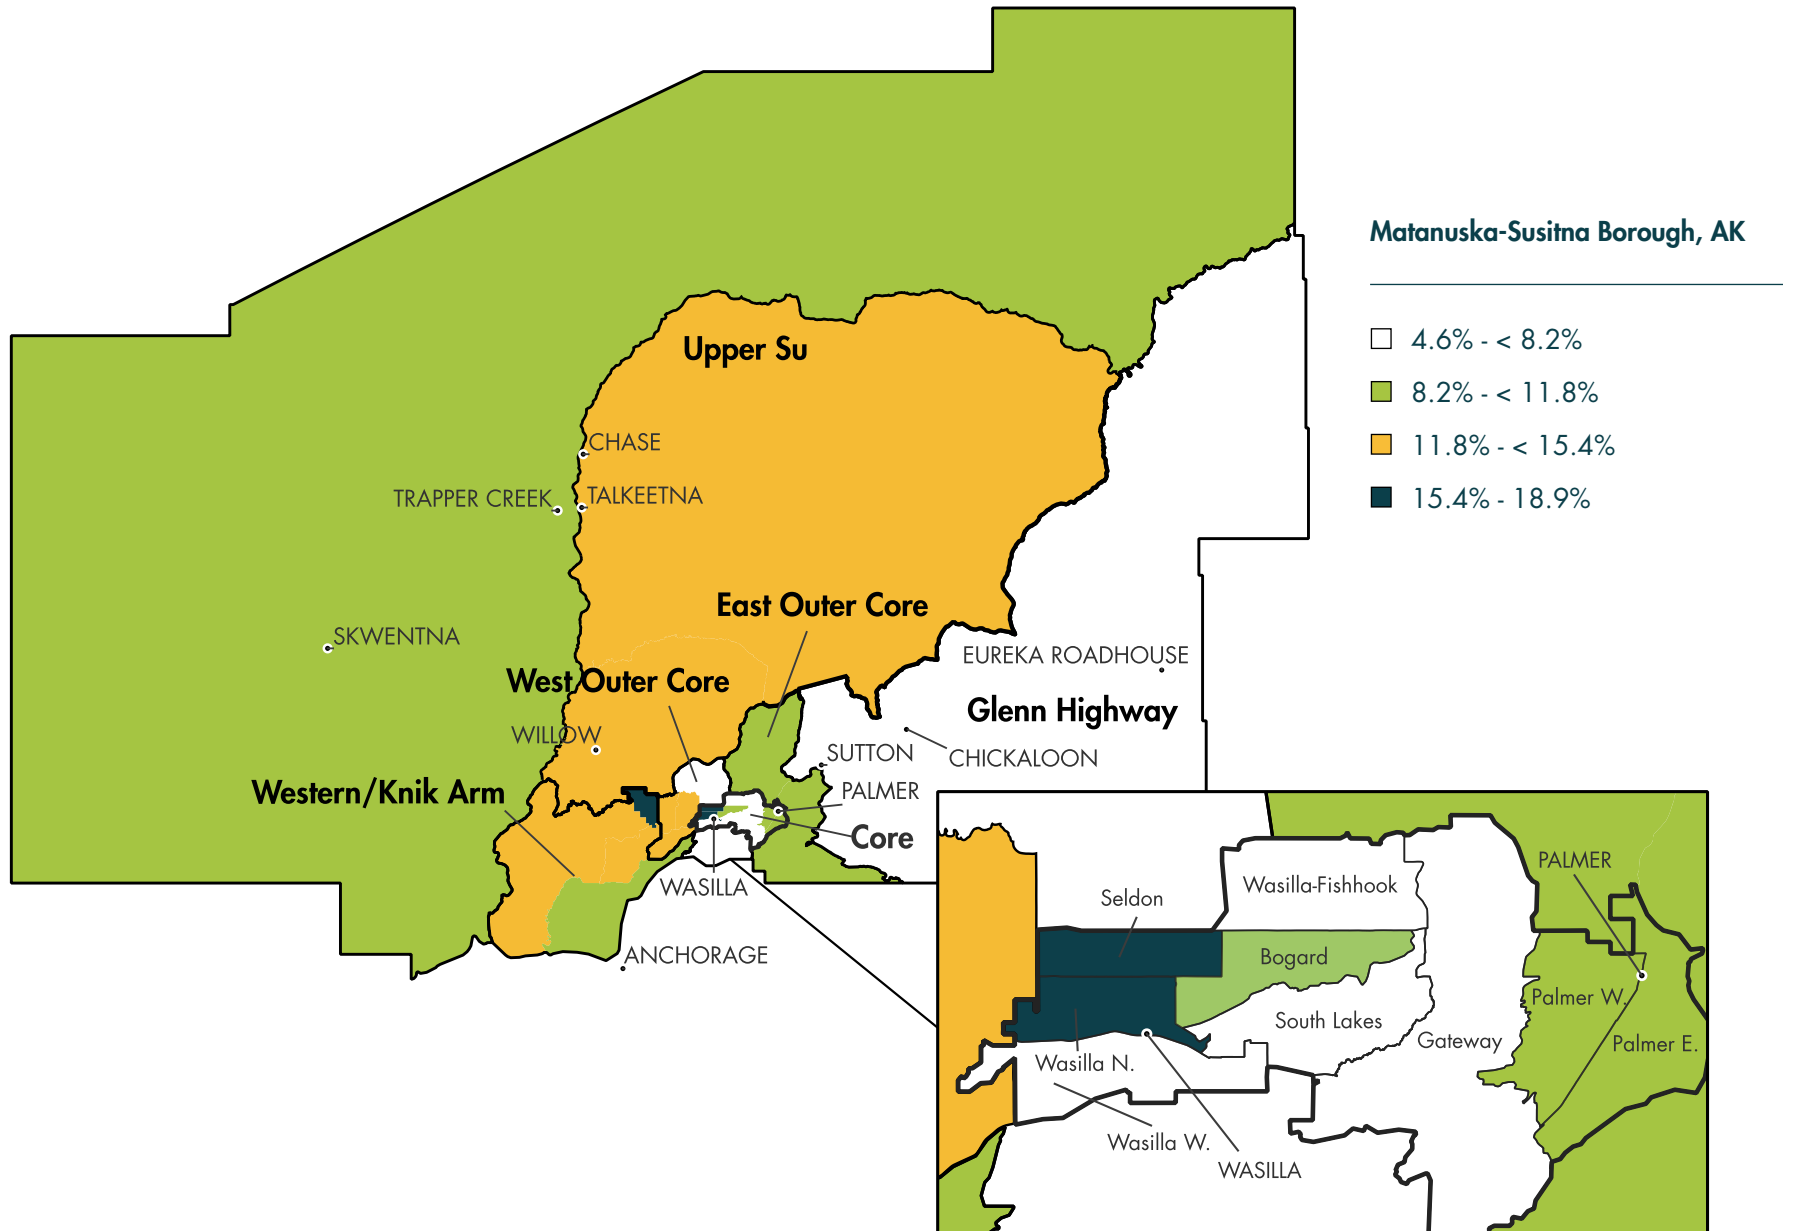 Matanuska-Susitna Borough, AK
4.6% - < 8.2%
8.2% - < 11.8%
11.8% - < 15.4%
15.4% - 18.9%
Upper Su
CHASE
TRAPPER CREEK
TALKEETNA
East Outer Core
SKWENTNA
EUREKA ROADHOUSE
West Outer Core
Glenn Highway
WILLOW
SUTTON
CHICKALOON
Western/Knik Arm
PALMER
Core
WASILLA
ANCHORAGE
PALMER
Wasilla-Fishhook
Seldon
Bogard
Palmer W.
South Lakes
Gateway
Palmer E.
Wasilla N.
Wasilla W.
WASILLA